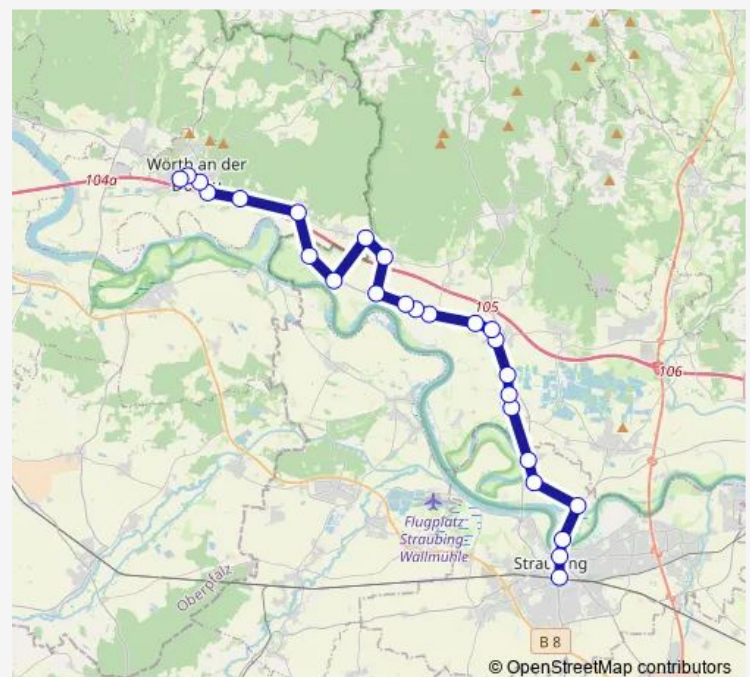 Wörth an der
104a
105
106
Flugplatz
Straubing-
Wallmühle
Straubing
Oberpfalz
B 8
© OpenStreetMap contributors